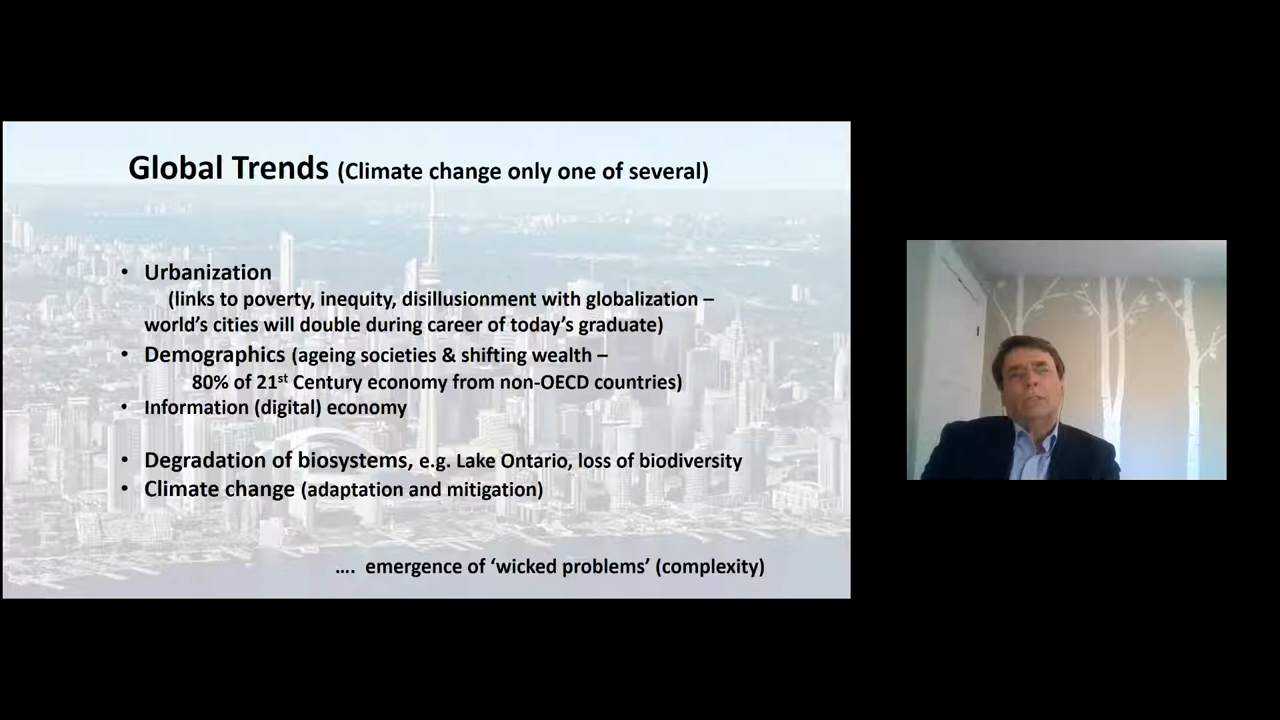 Global Trends (Climate change only one of several)
• Urbanization
(links to poverty, inequity, disillusionment with globalization –
world’s cities will double during career of today’s graduate)
• Demographics (ageing societies & shifting wealth –
80% of 21st Century economy from non-OECD countries)
• Information (digital) economy
• Degradation of biosystems, e.g. Lake Ontario, loss of biodiversity
• Climate change (adaptation and mitigation)
.... emergence of ‘wicked problems’ (complexity)